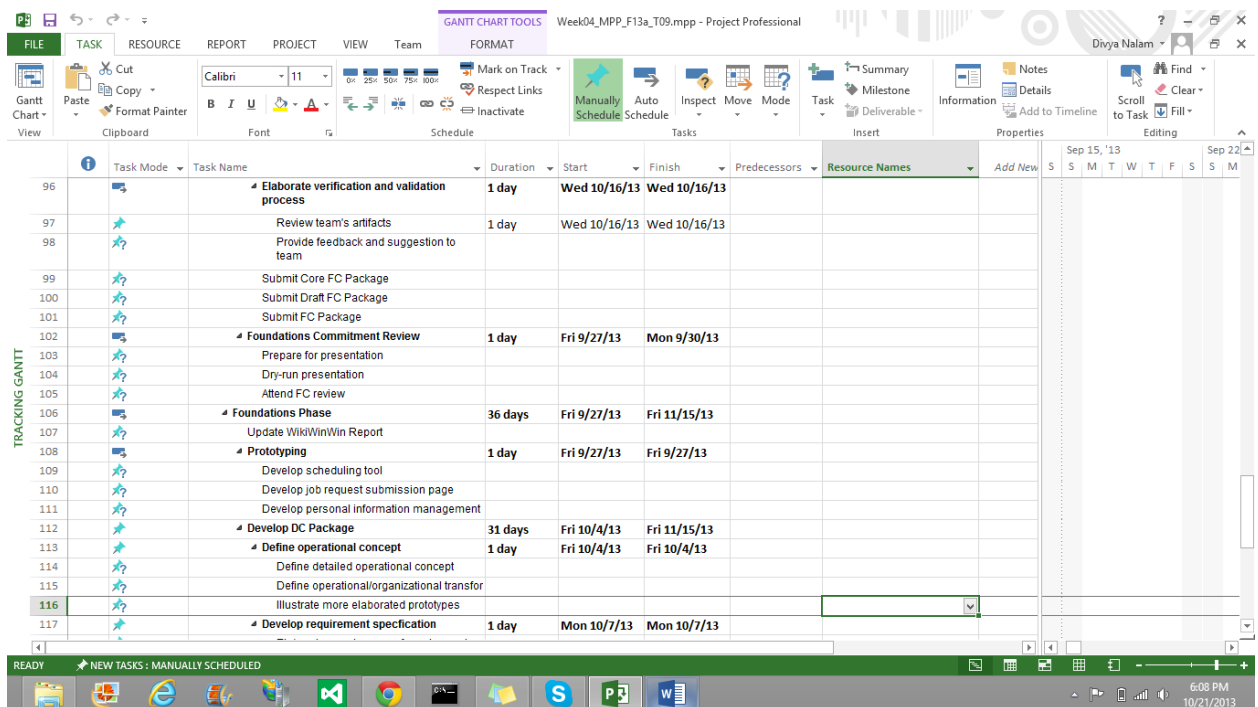 GANTT CHART TOOLS Week04_MPP_F13a_T09.mpp - Project Professional ?
FILE TASK RESOURCE REPORT PROJECT VIEW Team FORMAT Divya Nalam
Gantt Chart
View
Paste
Cut
Copy
Format Painter
Clipboard
Calibri 11
B I U A
Font
0% 25% 50% 75% 100%
Mark on Track
Respect Links
Inactivate
Schedule
Manually Schedule
Auto Schedule
Inspect
Move
Mode
Tasks
Task
Summary
Milestone
Deliverable
Insert
Information
Notes
Details
Add to Timeline
Properties
Scroll to Task
Find
Clear
Fill
Editing
Sep 15, '13 Sep 22
Task Mode Task Name Duration Start Finish Predecessors Resource Names Add New S S M T W T F S S M
96 Elaborate verification and validation process 1 day Wed 10/16/13 Wed 10/16/13
97 Review team's artifacts 1 day Wed 10/16/13 Wed 10/16/13
98 Provide feedback and suggestion to team
99 Submit Core FC Package
100 Submit Draft FC Package
101 Submit FC Package
102 Foundations Commitment Review 1 day Fri 9/27/13 Mon 9/30/13
103 Prepare for presentation
104 Dry-run presentation
105 Attend FC review
106 Foundations Phase 36 days Fri 9/27/13 Fri 11/15/13
107 Update WikiWinWin Report
108 Prototyping 1 day Fri 9/27/13 Fri 9/27/13
109 Develop scheduling tool
110 Develop job request submission page
111 Develop personal information management
112 Develop DC Package 31 days Fri 10/4/13 Fri 11/15/13
113 Define operational concept 1 day Fri 10/4/13 Fri 10/4/13
114 Define detailed operational concept
115 Define operational/organizational transfor
116 Illustrate more elaborated prototypes
117 Develop requirement specfication 1 day Mon 10/7/13 Mon 10/7/13
TRACKING GANTT
READY NEW TASKS : MANUALLY SCHEDULED
6:08 PM
10/21/2013